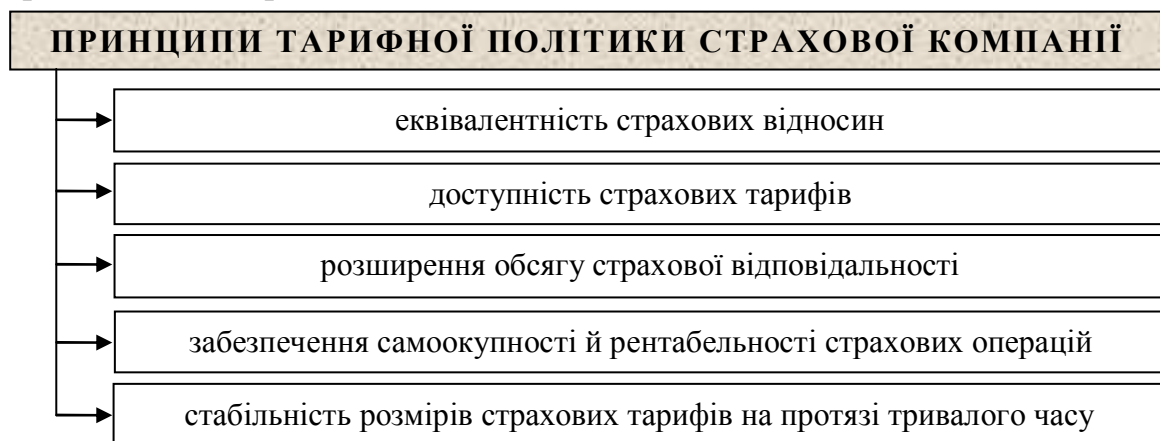 ПРИНЦИПИ ТАРИФНОЇ ПОЛІТИКИ СТРАХОВОЇ КОМПАНІЇ
еквівалентність страхових відносин
доступність страхових тарифів
розширення обсягу страхової відповідальності
забезпечення самоокупності й рентабельності страхових операцій
стабільність розмірів страхових тарифів на протязі тривалого часу